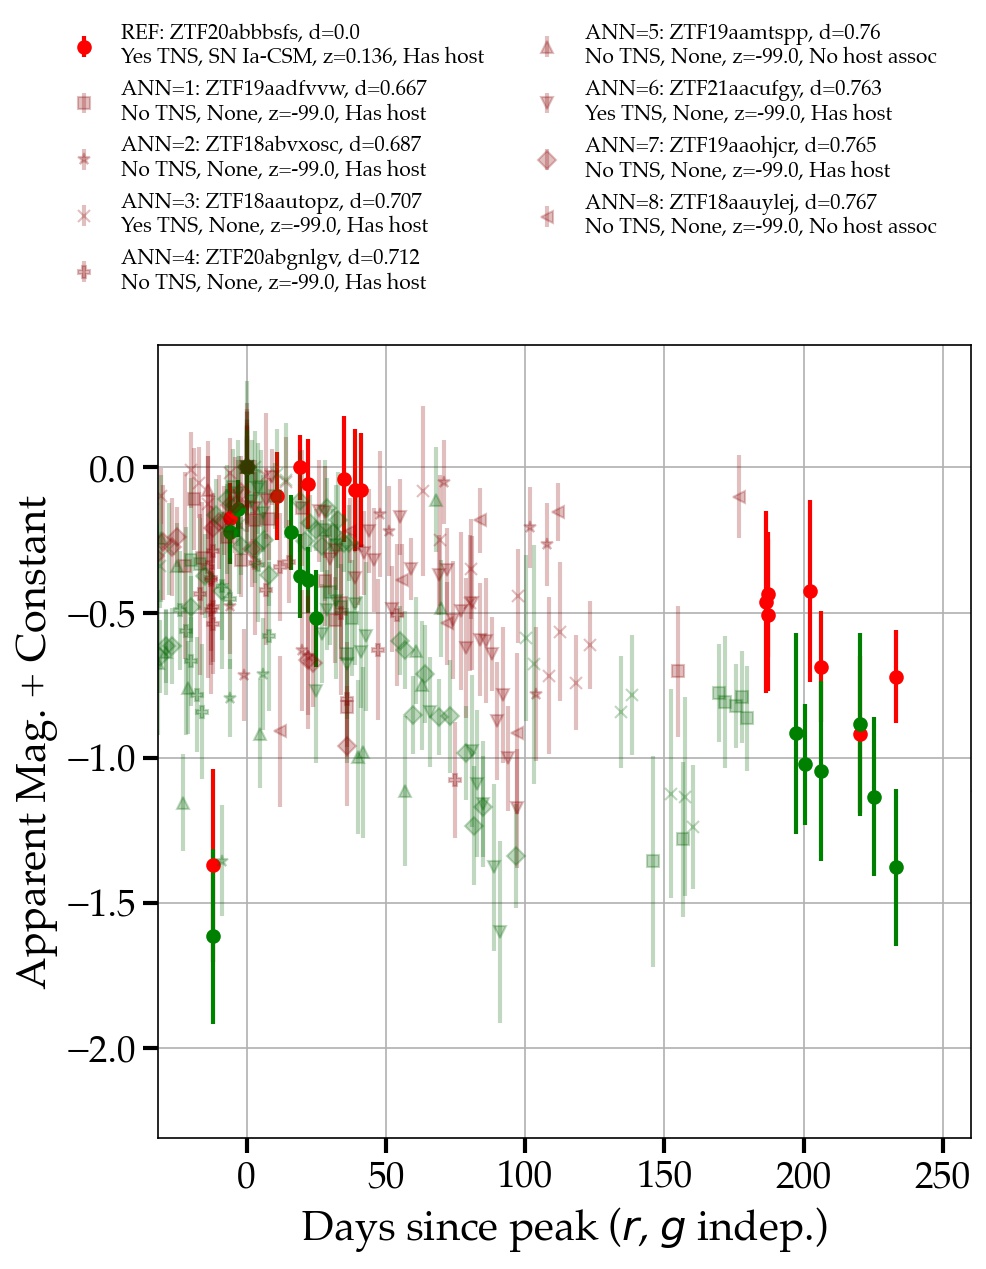 REF: ZTF20abbbsfs, d=0.0
Yes TNS, SN Ia-CSM, z=0.136, Has host
ANN=1: ZTF19aadfvvw, d=0.667
No TNS, None, z=-99.0, Has host
ANN=2: ZTF18abvxosc, d=0.687
No TNS, None, z=-99.0, Has host
ANN=3: ZTF18aautopz, d=0.707
Yes TNS, None, z=-99.0, Has host
ANN=4: ZTF20abgnlgv, d=0.712
No TNS, None, z=-99.0, Has host
ANN=5: ZTF19aamtspp, d=0.76
No TNS, None, z=-99.0, No host assoc
ANN=6: ZTF21aacufgy, d=0.763
Yes TNS, None, z=-99.0, Has host
ANN=7: ZTF19aaohjcr, d=0.765
No TNS, None, z=-99.0, Has host
ANN=8: ZTF18aauylej, d=0.767
No TNS, None, z=-99.0, No host assoc
Apparent Mag. + Constant
0.0
−0.5
−1.0
−1.5
−2.0
0 50 100 150 200 250
Days since peak (r, g indep.)